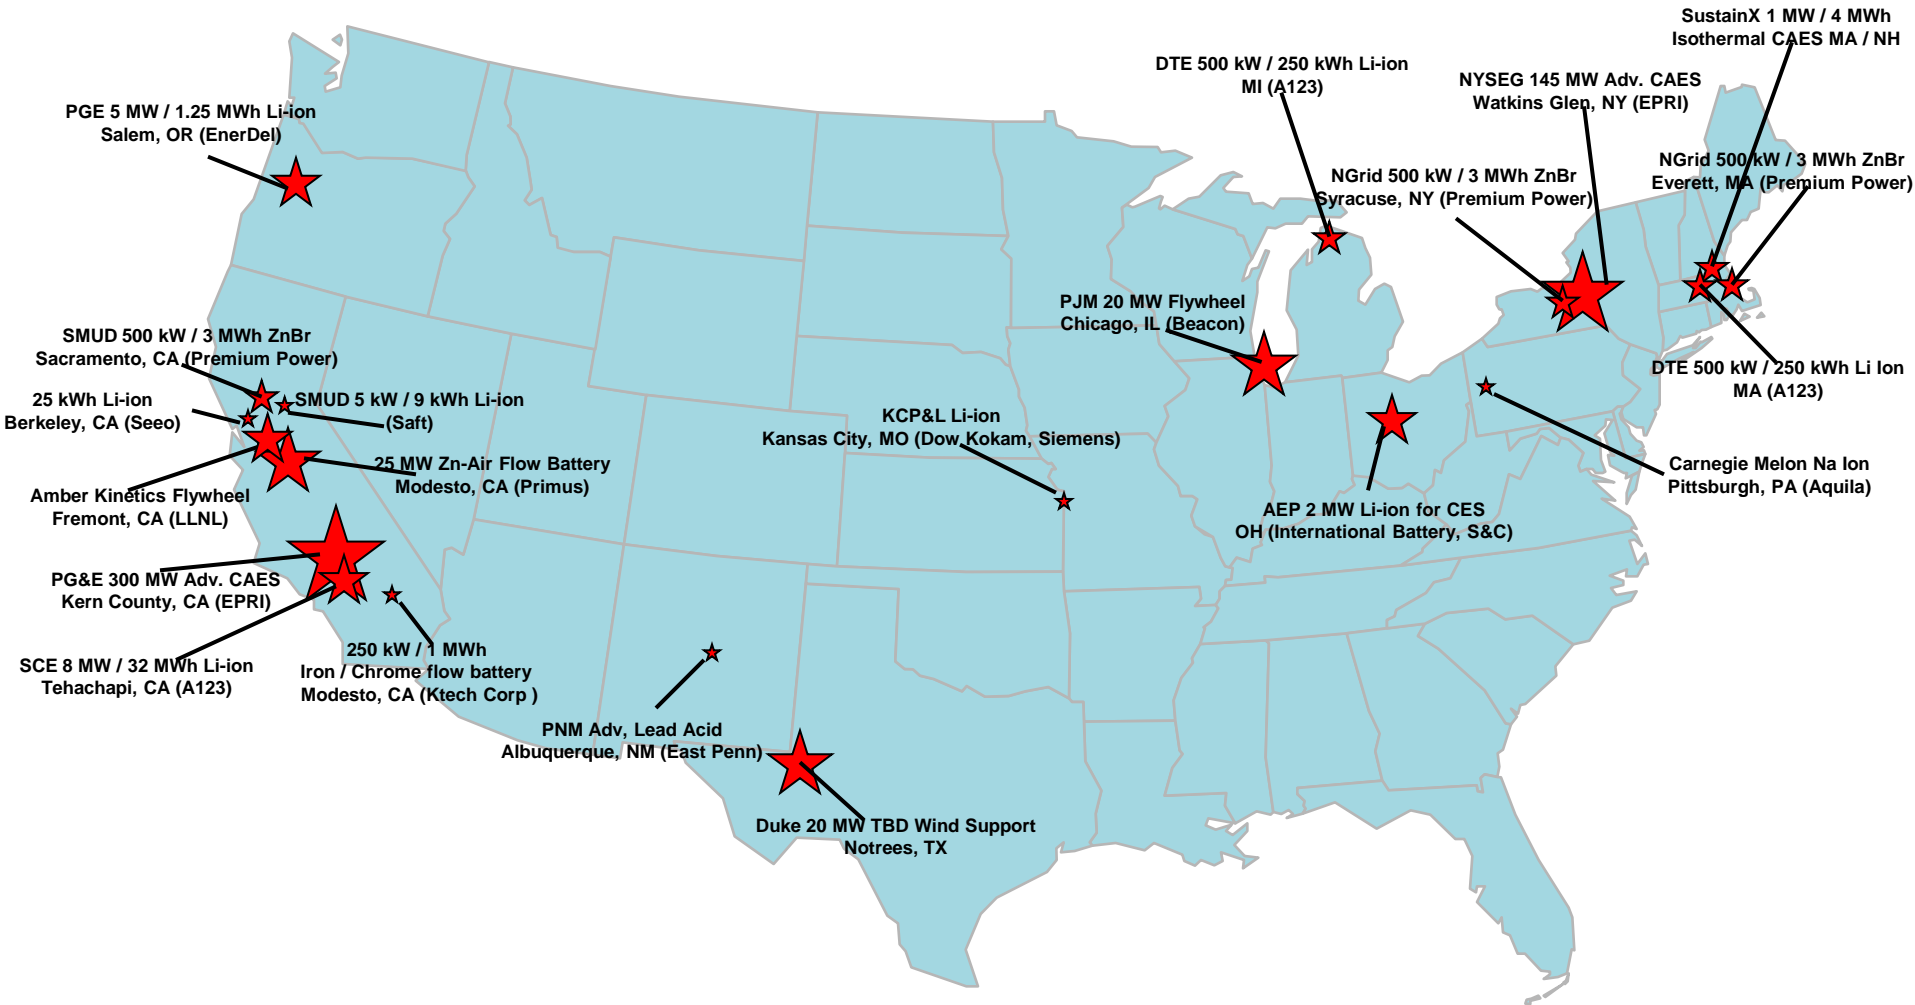 SustainX 1 MW / 4 MWh
Isothermal CAES MA / NH
DTE 500 kW / 250 kWh Li-ion
MI (A123)
NYSEG 145 MW Adv. CAES
Watkins Glen, NY (EPRI)
PGE 5 MW / 1.25 MWh Li-ion
Salem, OR (EnerDel)
NGrid 500 kW / 3 MWh ZnBr
Everett, MA (Premium Power)
NGrid 500 kW / 3 MWh ZnBr
Syracuse, NY (Premium Power)
PJM 20 MW Flywheel
Chicago, IL (Beacon)
SMUD 500 kW / 3 MWh ZnBr
Sacramento, CA (Premium Power)
DTE 500 kW / 250 kWh Li Ion
MA (A123)
25 kWh Li-ion
Berkeley, CA (Seeo)
SMUD 5 kW / 9 kWh Li-ion
(Saft)
KCP&L Li-ion
Kansas City, MO (Dow Kokam, Siemens)
25 MW Zn-Air Flow Battery
Modesto, CA (Primus)
Carnegie Melon Na Ion
Pittsburgh, PA (Aquila)
Amber Kinetics Flywheel
Fremont, CA (LLNL)
AEP 2 MW Li-ion for CES
OH (International Battery, S&C)
PG&E 300 MW Adv. CAES
Kern County, CA (EPRI)
SCE 8 MW / 32 MWh Li-ion
Tehachapi, CA (A123)
250 kW / 1 MWh
Iron / Chrome flow battery
Modesto, CA (Ktech Corp )
PNM Adv, Lead Acid
Albuquerque, NM (East Penn)
Duke 20 MW TBD Wind Support
Notrees, TX